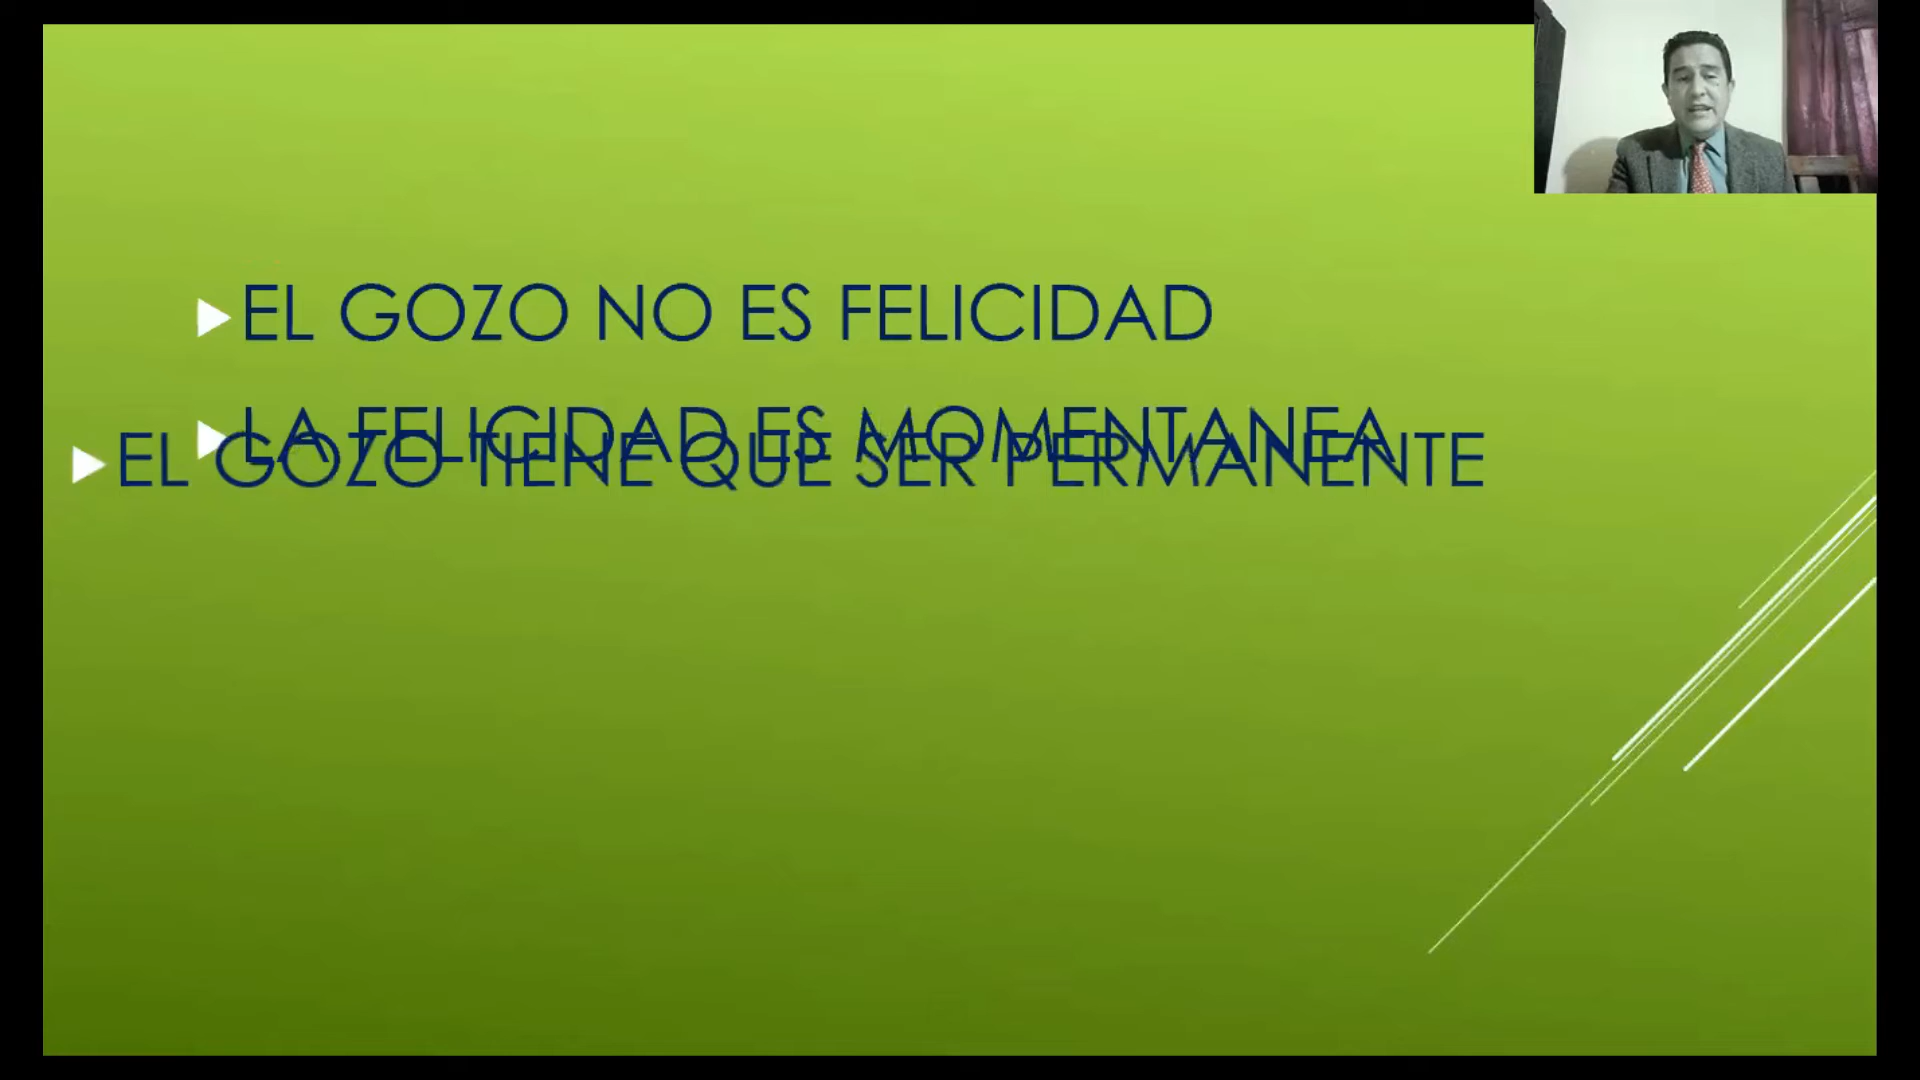 EL GOZO NO ES FELICIDAD
LA FELICIDAD ES MOMENTANEA
EL GOZO TIENE QUE SER PERMANENTE